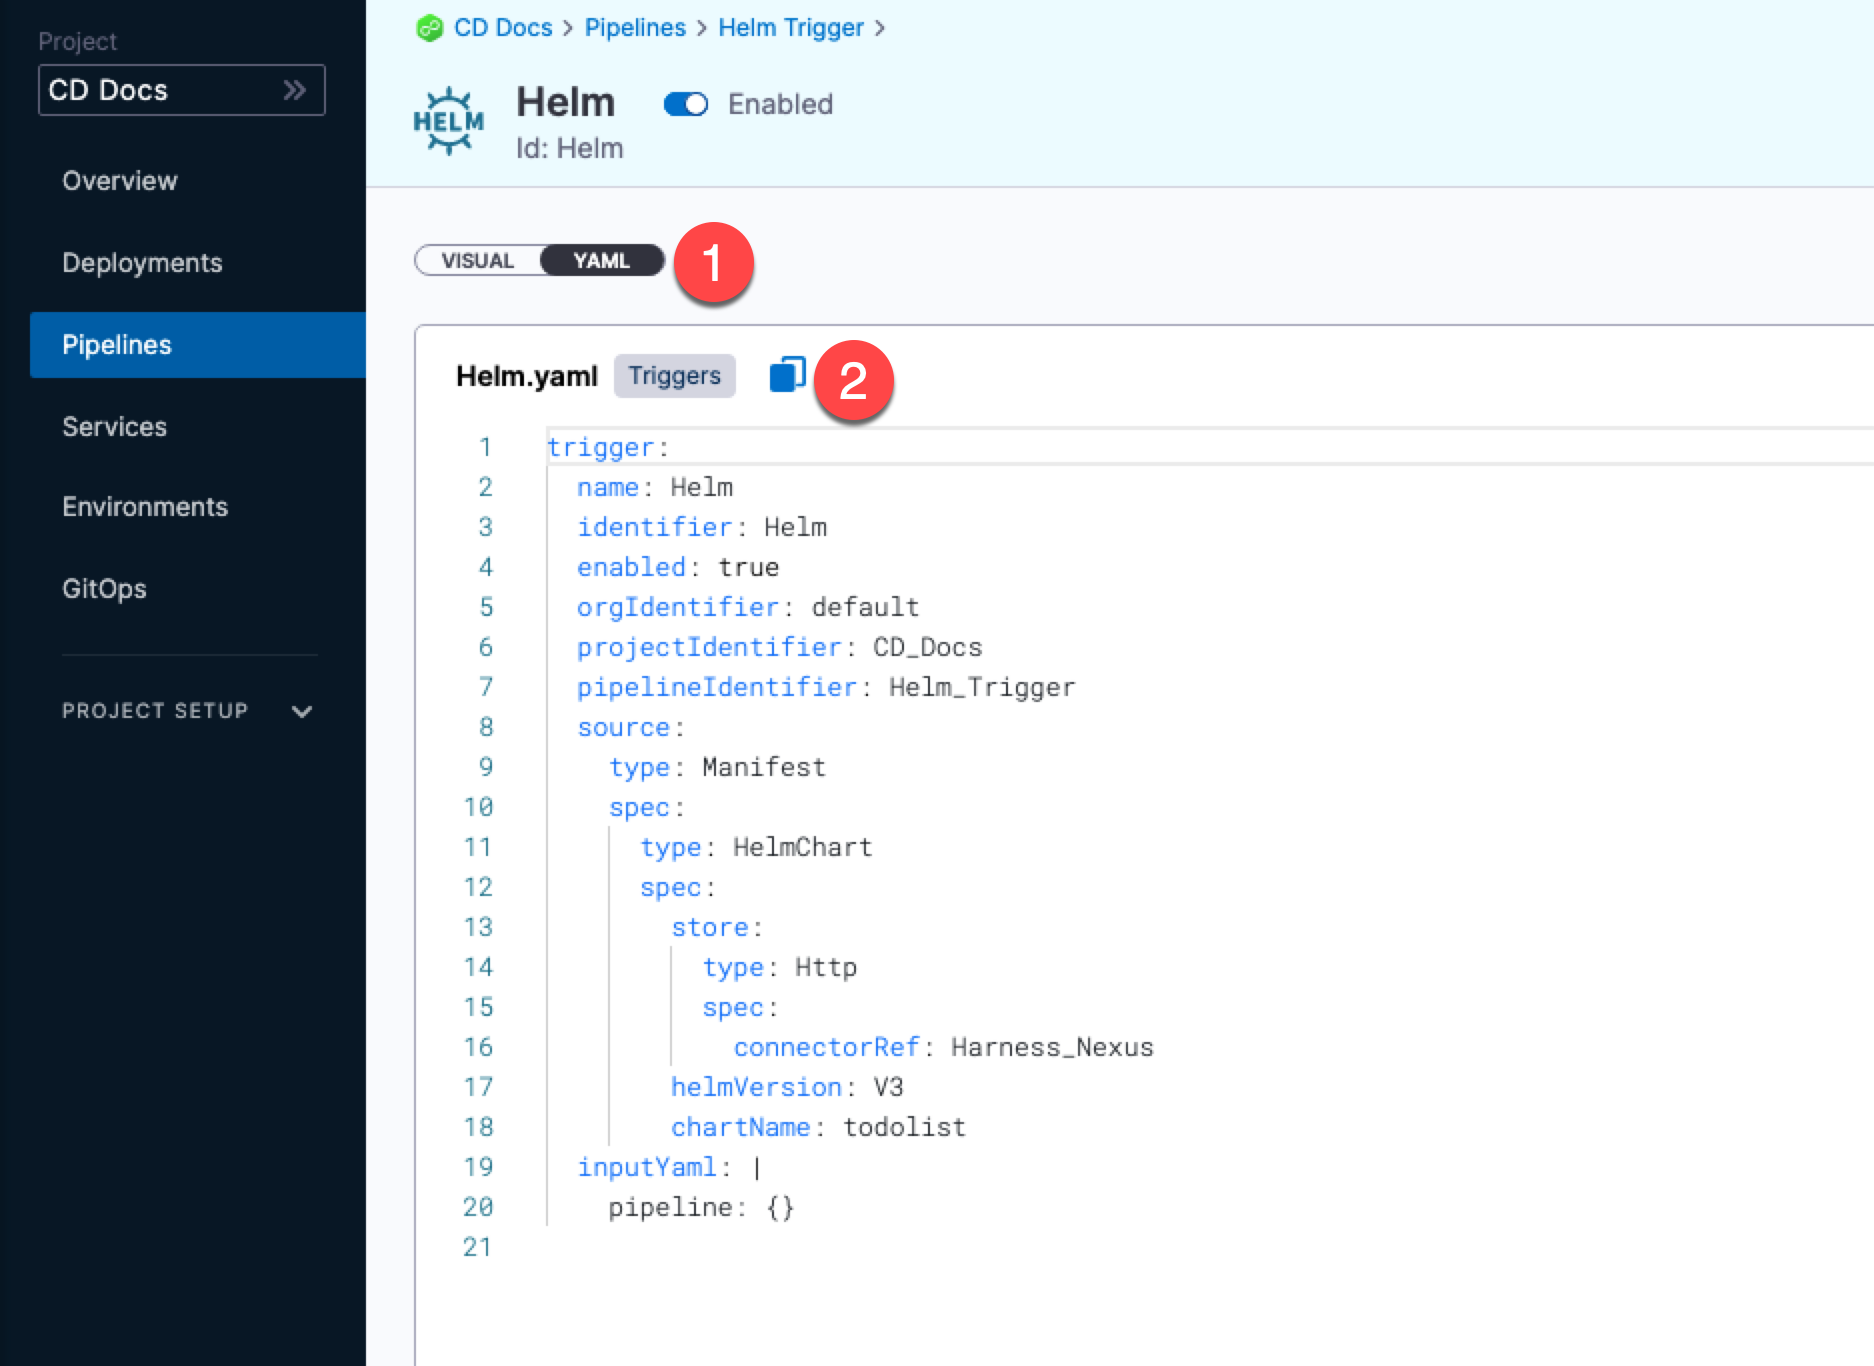 Project
CD Docs
Overview
Deployments
Pipelines
Services
Environments
GitOps
PROJECT SETUP
CD Docs > Pipelines > Helm Trigger >
HELM
Helm
Enabled
Id: Helm
VISUAL YAML 1
Helm.yaml Triggers 2
1 trigger:
2   name: Helm
3   identifier: Helm
4   enabled: true
5   orgIdentifier: default
6   projectIdentifier: CD_Docs
7   pipelineIdentifier: Helm_Trigger
8   source:
9     type: Manifest
10     spec:
11       type: HelmChart
12       spec:
13         store:
14           type: Http
15           spec:
16             connectorRef: Harness_Nexus
17         helmVersion: V3
18         chartName: todolist
19   inputYaml: |
20     pipeline: {}
21